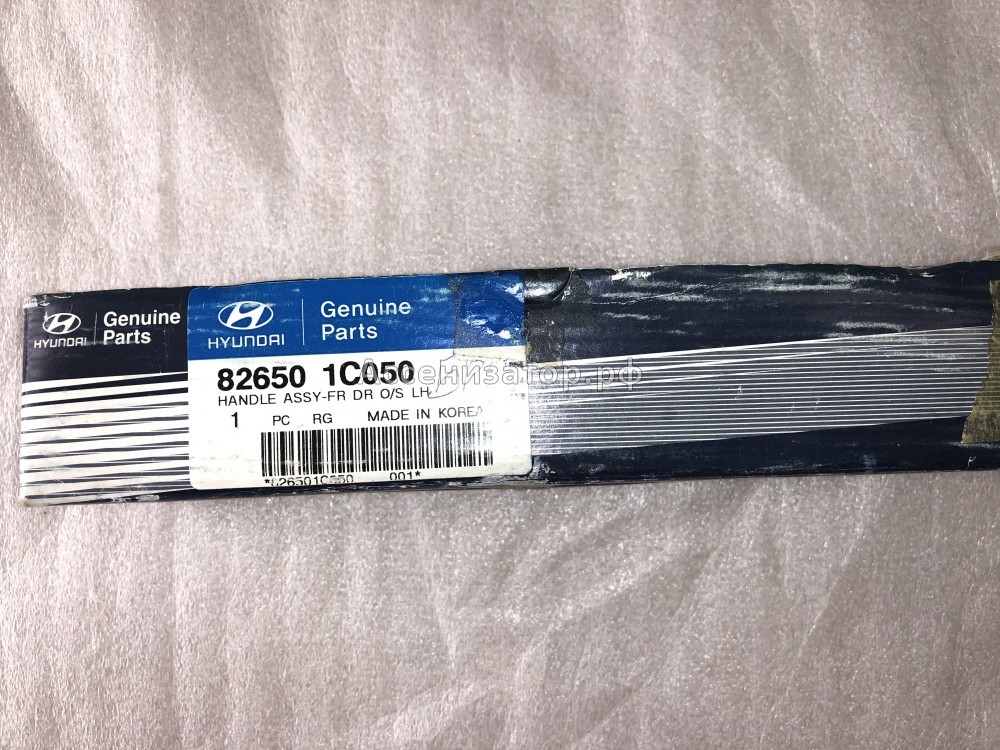 HYUNDAI
Genuine
Parts
HYUNDAI
Genuine
Parts
82650 1C050
HANDLE ASSY-FR DR O/S LH
1 PC RG MADE IN KOREA
*826501C050 001*
Ассенизатор.рф